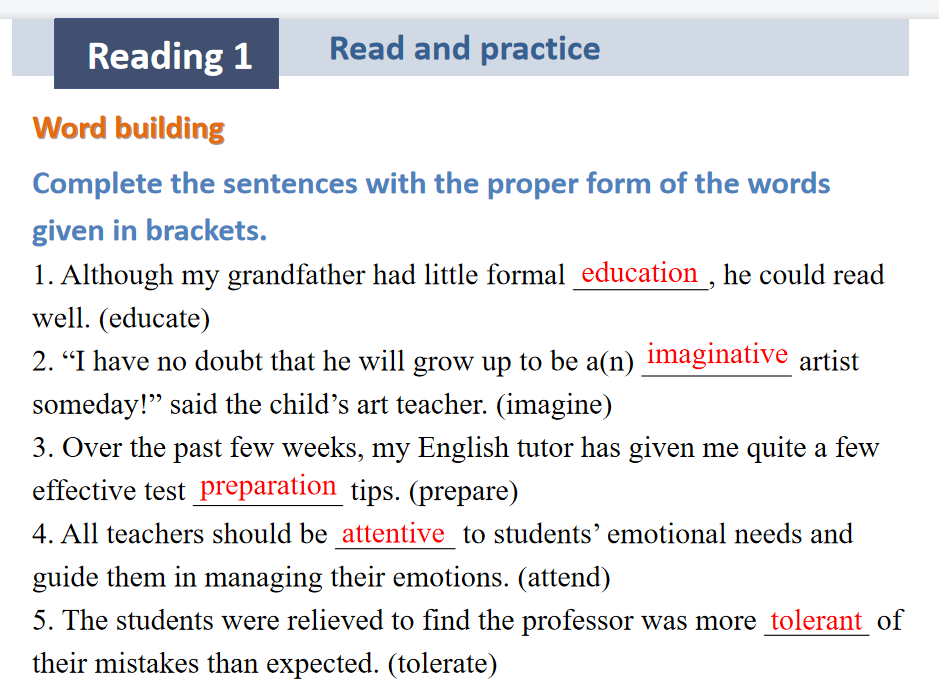 Reading 1
Read and practice
Word building
Complete the sentences with the proper form of the words
given in brackets.
1. Although my grandfather had little formal education , he could read
well. (educate)
2. “I have no doubt that he will grow up to be a(n) imaginative artist
someday!” said the child’s art teacher. (imagine)
3. Over the past few weeks, my English tutor has given me quite a few
effective test preparation tips. (prepare)
4. All teachers should be attentive to students’ emotional needs and
guide them in managing their emotions. (attend)
5. The students were relieved to find the professor was more tolerant of
their mistakes than expected. (tolerate)